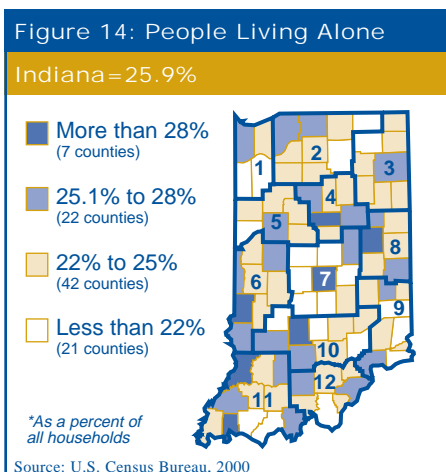 Figure 14: People Living Alone
Indiana=25.9%
More than 28%
(7 counties)
25.1% to 28%
(22 counties)
22% to 25%
(42 counties)
Less than 22%
(21 counties)
1
2
3
4
5
6
7
8
9
10
11
12
*As a percent of
all households
Source: U.S. Census Bureau, 2000